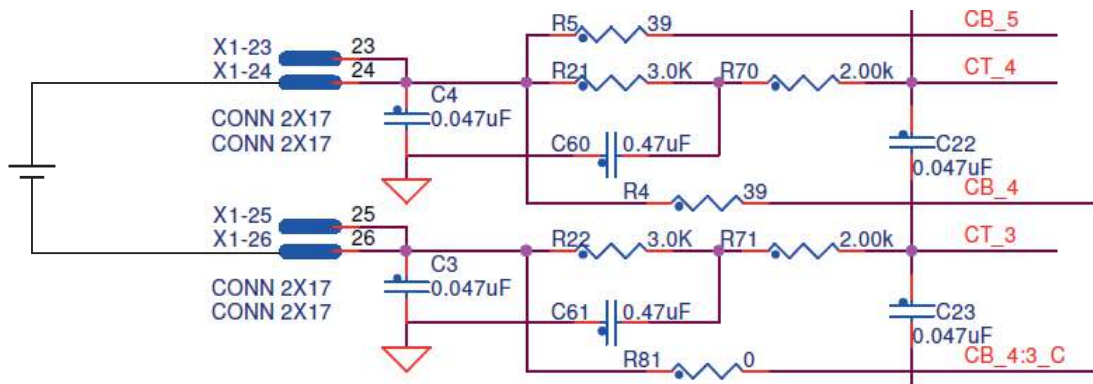 R5 39 CB_5
X1-23 23
X1-24 24 R21 3.0K R70 2.00k CT_4
C4
CONN 2X17 0.047uF
CONN 2X17 C60 0.47uF C22
0.047uF
R4 39 CB_4
X1-25 25
X1-26 26 R22 3.0K R71 2.00k CT_3
C3
CONN 2X17 0.047uF
CONN 2X17 C61 0.47uF C23
0.047uF
R81 0 CB_4:3_C